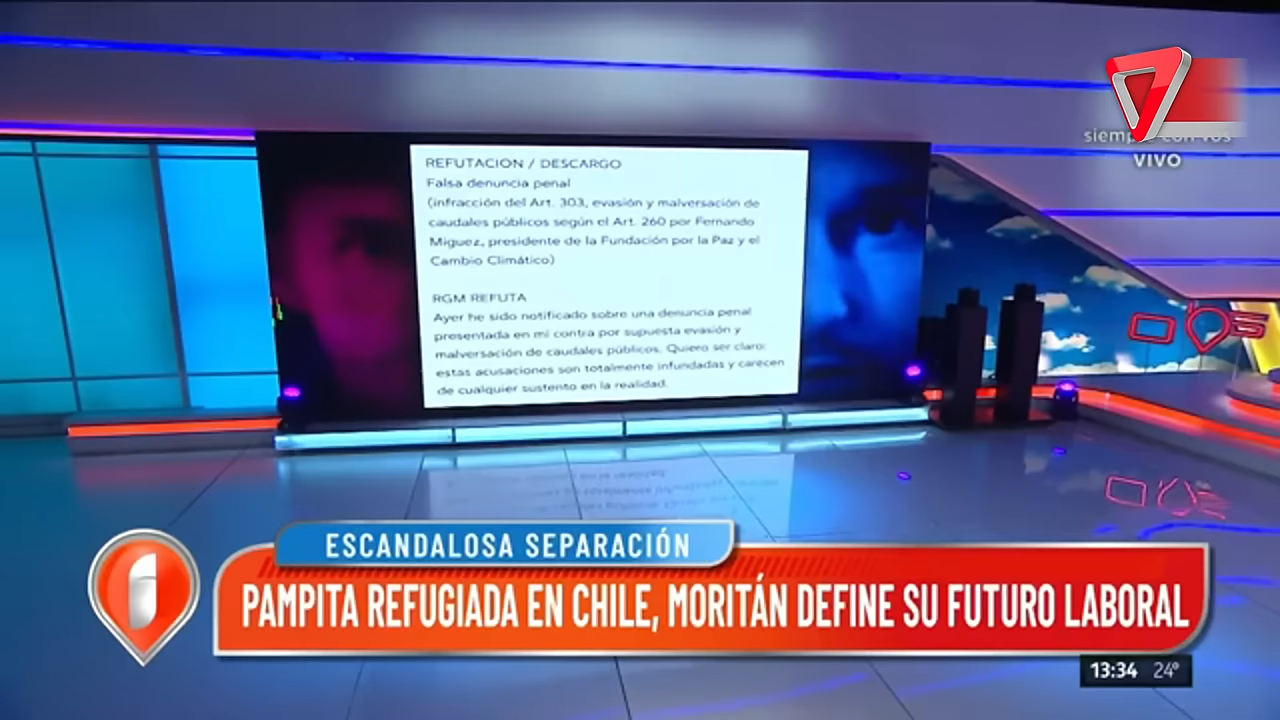 siempre con vos
VIVO
REFUTACION / DESCARGO
Falsa denuncia penal
(infracción del Art. 303, evasión y malversación de
caudales públicos según el Art. 260 por Fernando
Miguez, presidente de la Fundación por la Paz y el
Cambio Climático)
RGM REFUTA
Ayer he sido notificado sobre una denuncia penal
presentada en mi contra por supuesta evasión y
malversación de caudales públicos. Quiero ser claro:
estas acusaciones son totalmente infundadas y carecen
de cualquier sustento en la realidad.
ESCANDALOSA SEPARACIÓN
PAMPITA REFUGIADA EN CHILE, MORITÁN DEFINE SU FUTURO LABORAL
13:34 24°